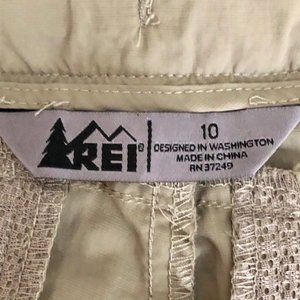 REI®
10
DESIGNED IN WASHINGTON
MADE IN CHINA
RN 37249